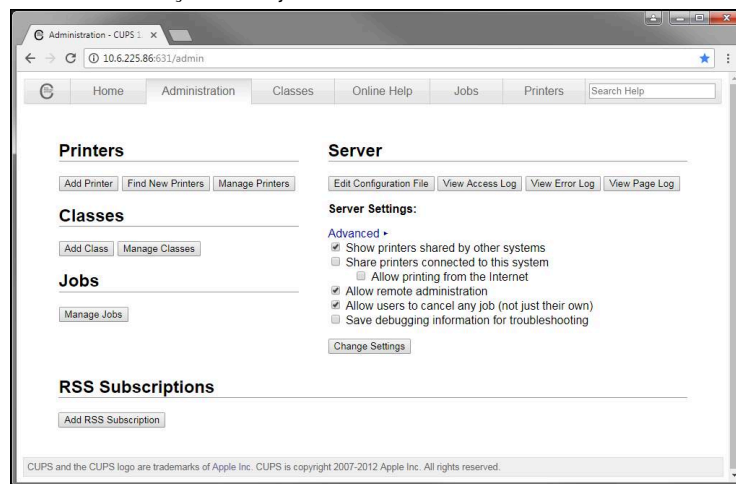 Administration - CUPS 1.
10.6.225.86:631/admin
Home Administration Classes Online Help Jobs Printers Search Help
Printers
Add Printer Find New Printers Manage Printers
Classes
Add Class Manage Classes
Jobs
Manage Jobs
Server
Edit Configuration File View Access Log View Error Log View Page Log
Server Settings:
Advanced ▸
Show printers shared by other systems
Share printers connected to this system
Allow printing from the Internet
Allow remote administration
Allow users to cancel any job (not just their own)
Save debugging information for troubleshooting
Change Settings
RSS Subscriptions
Add RSS Subscription
CUPS and the CUPS logo are trademarks of Apple Inc. CUPS is copyright 2007-2012 Apple Inc. All rights reserved.